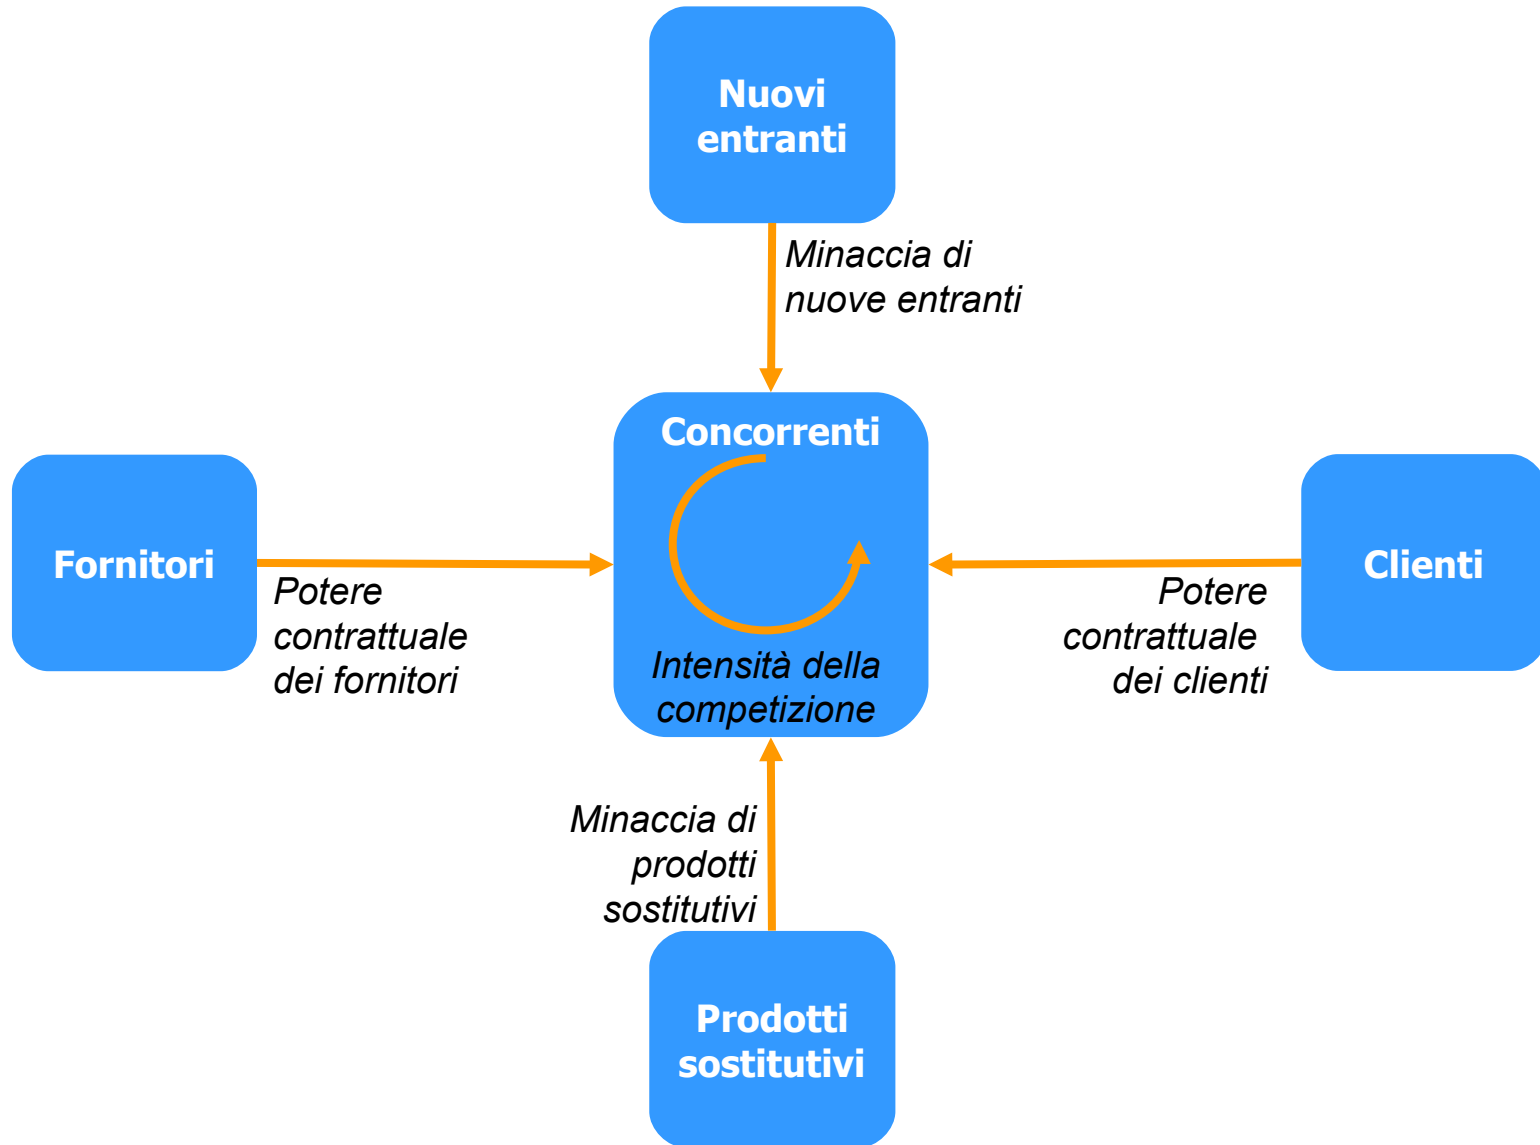 Nuovi
entranti
Minaccia di
nuove entranti
Concorrenti
Fornitori
Clienti
Potere
contrattuale
dei fornitori
Potere
contrattuale
dei clienti
Intensità della
competizione
Minaccia di
prodotti
sostitutivi
Prodotti
sostitutivi